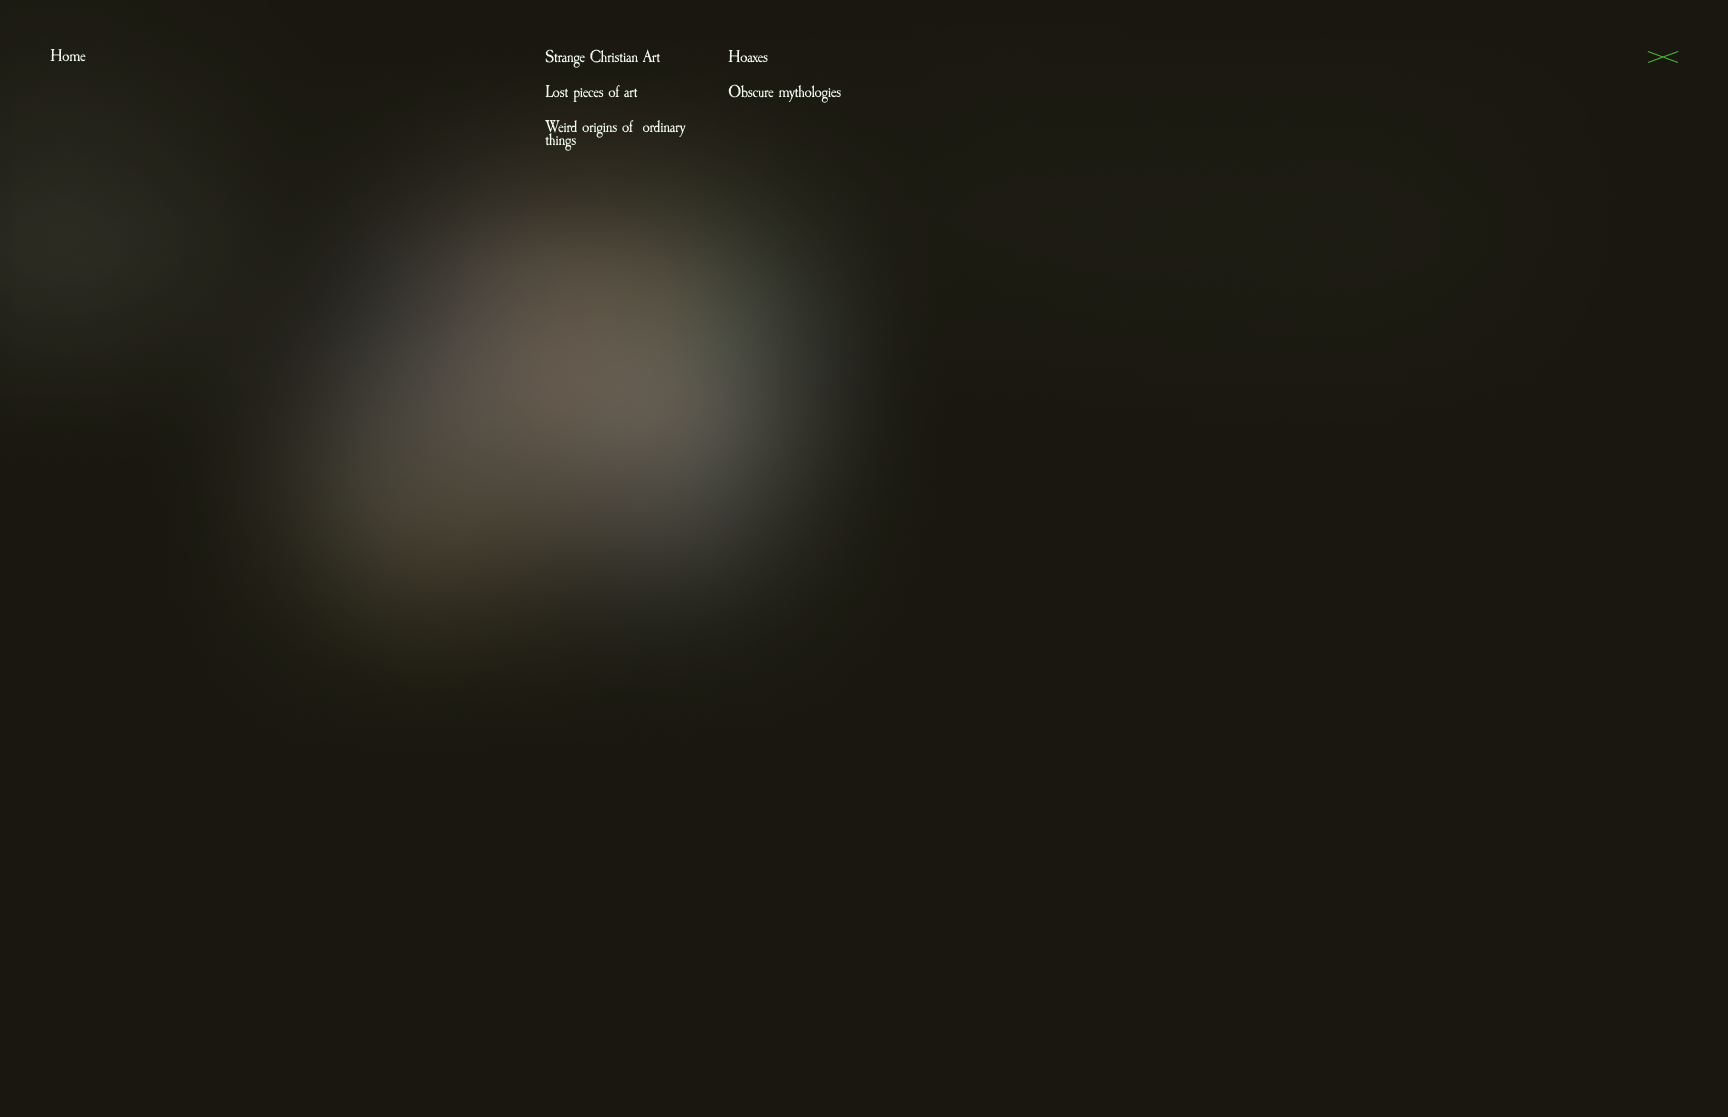 Home
Strange Christian Art
Lost pieces of art
Weird origins of  ordinary
things
Hoaxes
Obscure mythologies